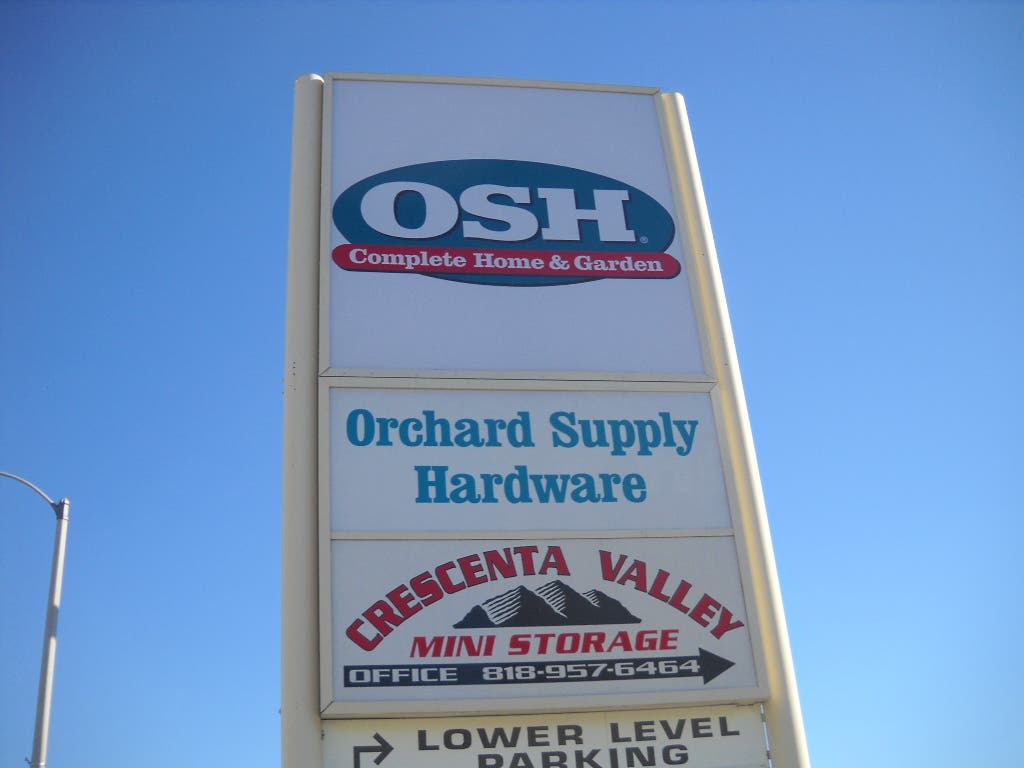 OSH®
Complete Home & Garden
Orchard Supply
Hardware
CRESCENTA VALLEY
MINI STORAGE
OFFICE 818-957-6464
LOWER LEVEL
PARKING